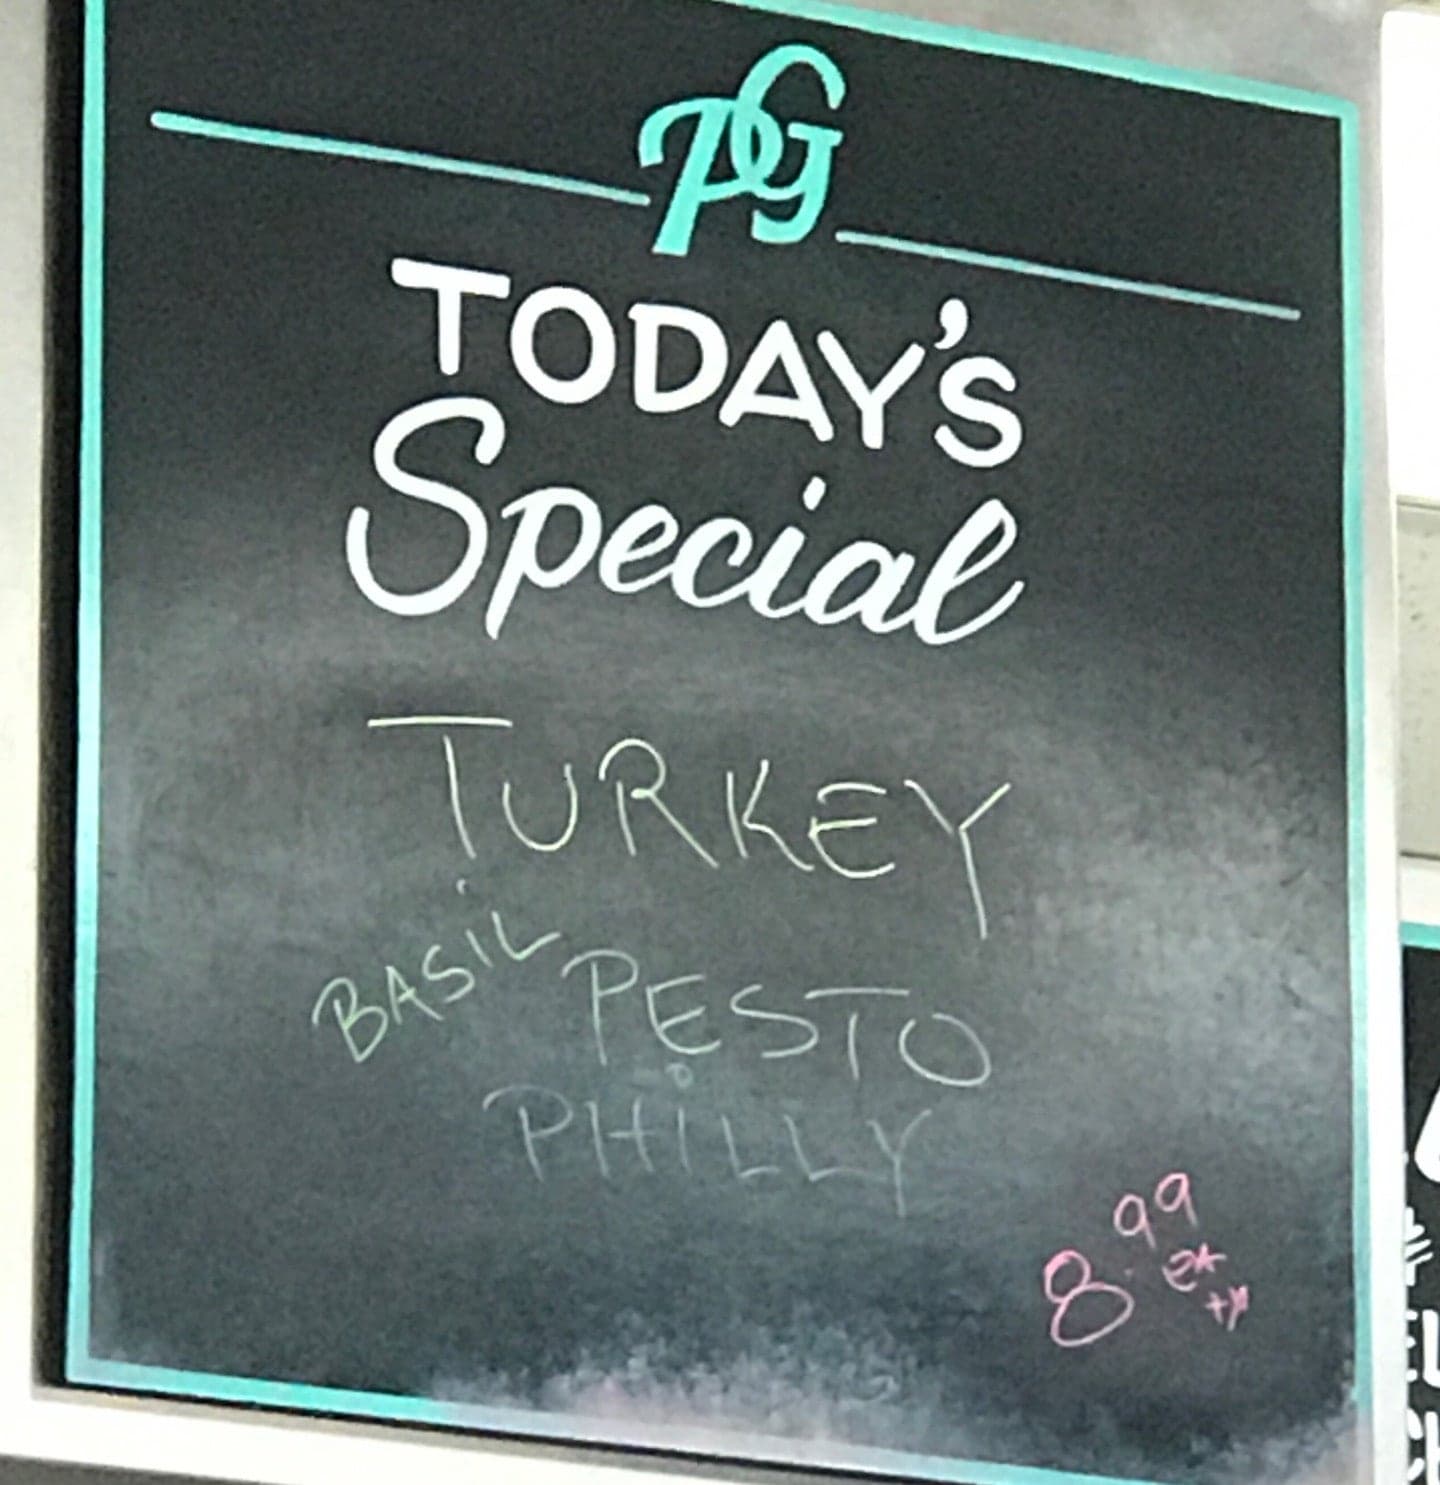 PG
TODAY'S
Special
TURKEY
BASIL PESTO
PHILLY
8.99